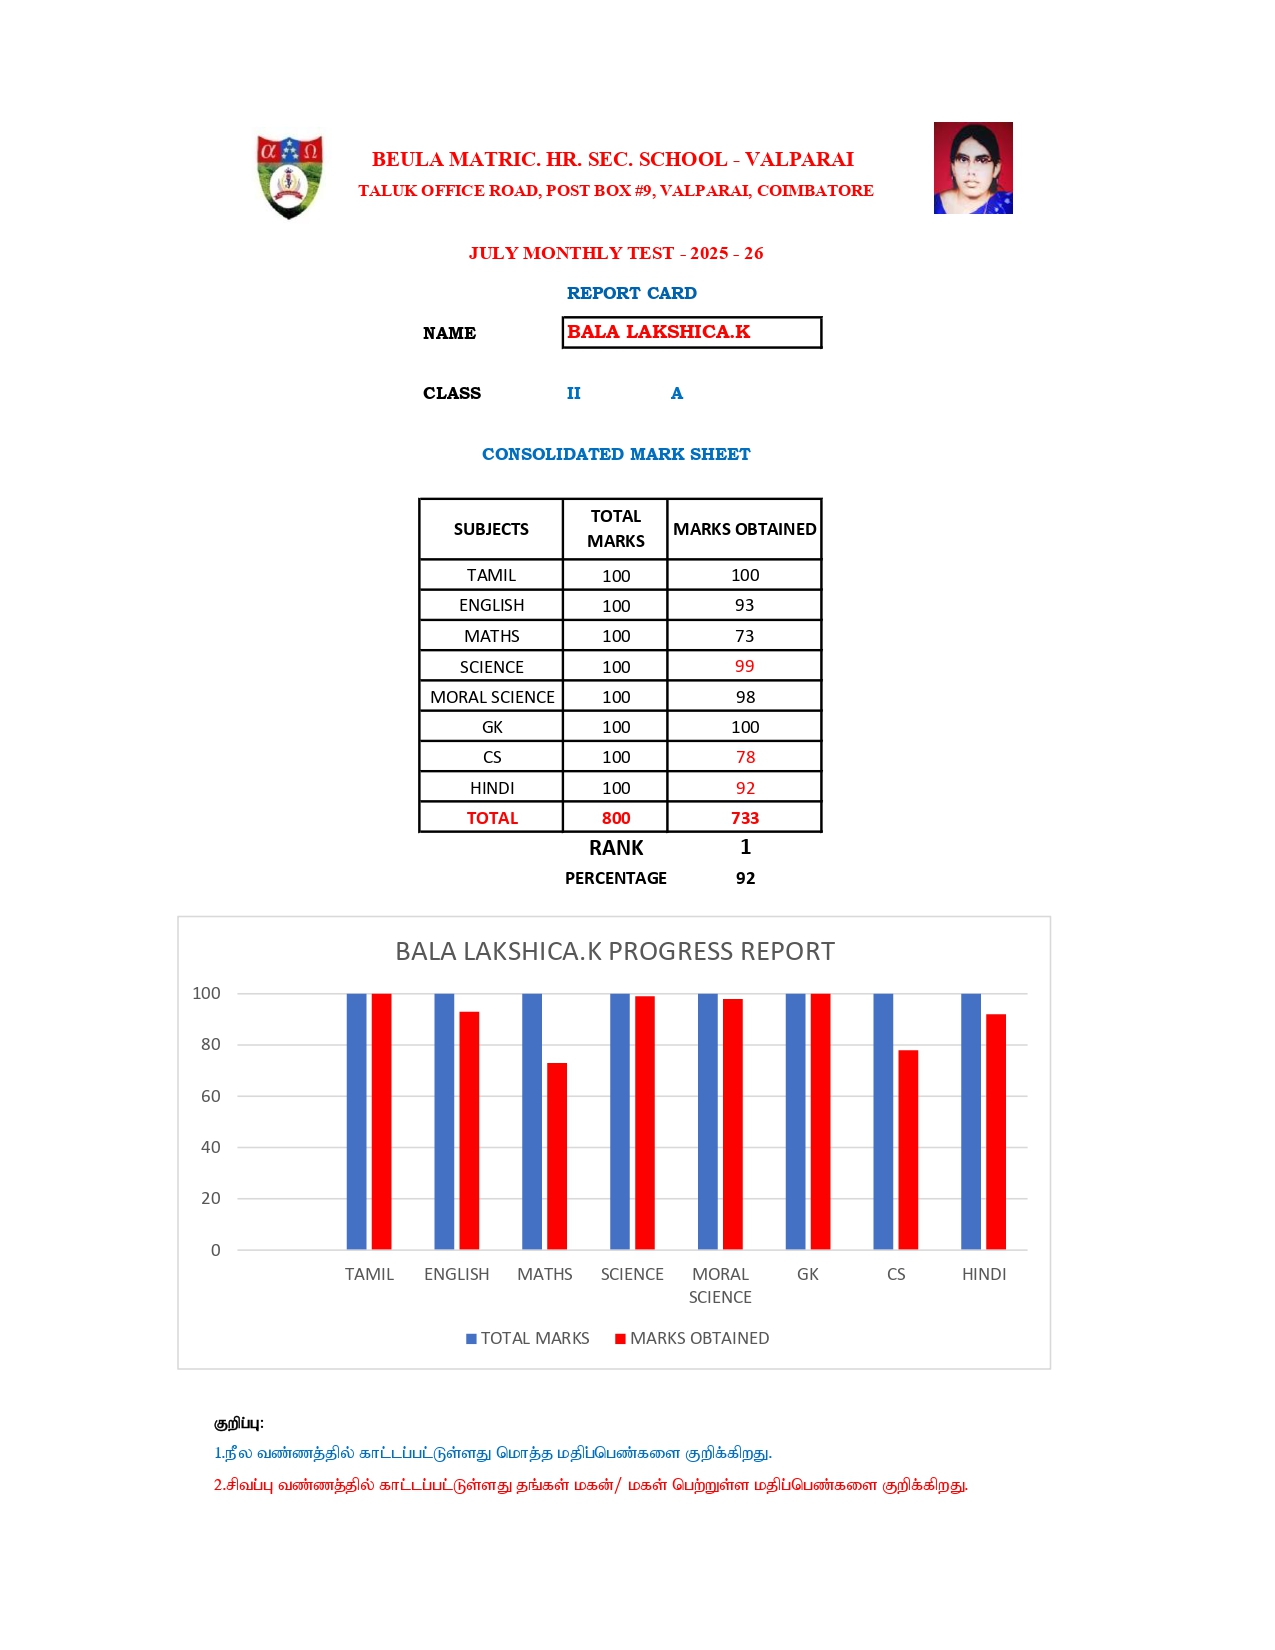 α Ω
BEULA MATRIC. HR. SEC. SCHOOL - VALPARAI
TALUK OFFICE ROAD, POST BOX #9, VALPARAI, COIMBATORE
JULY MONTHLY TEST - 2025 - 26
REPORT CARD
NAME BALA LAKSHICA.K
CLASS II A
CONSOLIDATED MARK SHEET
SUBJECTS TOTAL MARKS MARKS OBTAINED
TAMIL 100 100
ENGLISH 100 93
MATHS 100 73
SCIENCE 100 99
MORAL SCIENCE 100 98
GK 100 100
CS 100 78
HINDI 100 92
TOTAL 800 733
RANK 1
PERCENTAGE 92
BALA LAKSHICA.K PROGRESS REPORT
100
80
60
40
20
0
TAMIL ENGLISH MATHS SCIENCE MORAL SCIENCE GK CS HINDI
TOTAL MARKS MARKS OBTAINED
குறிப்பு:
1.நீல வண்ணத்தில் காட்டப்பட்டுள்ளது மொத்த மதிப்பெண்களை குறிக்கிறது.
2.சிவப்பு வண்ணத்தில் காட்டப்பட்டுள்ளது தங்கள் மகன்/ மகள் பெற்றுள்ள மதிப்பெண்களை குறிக்கிறது.